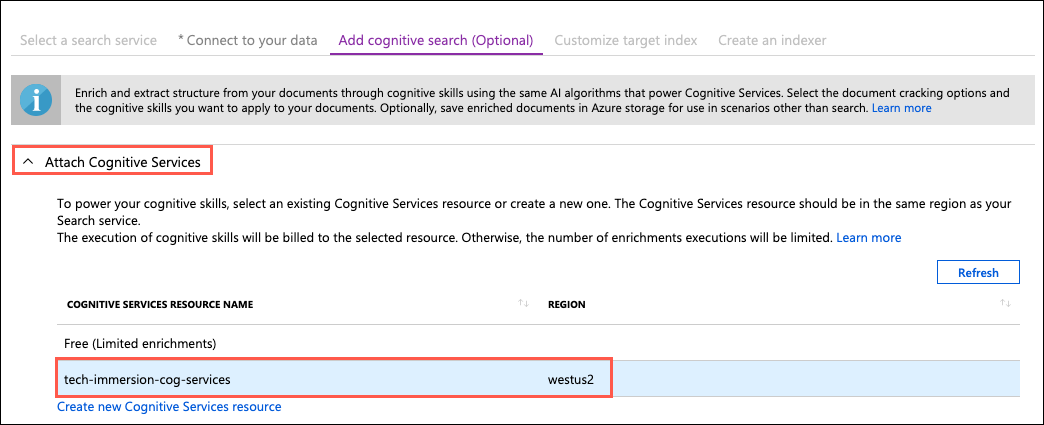 Select a search service * Connect to your data Add cognitive search (Optional) Customize target index Create an indexer
Enrich and extract structure from your documents through cognitive skills using the same AI algorithms that power Cognitive Services. Select the document cracking options and
the cognitive skills you want to apply to your documents. Optionally, save enriched documents in Azure storage for use in scenarios other than search. Learn more
Attach Cognitive Services
To power your cognitive skills, select an existing Cognitive Services resource or create a new one. The Cognitive Services resource should be in the same region as your
Search service.
The execution of cognitive skills will be billed to the selected resource. Otherwise, the number of enrichments executions will be limited. Learn more
Refresh
COGNITIVE SERVICES RESOURCE NAME REGION
Free (Limited enrichments)
tech-immersion-cog-services westus2
Create new Cognitive Services resource